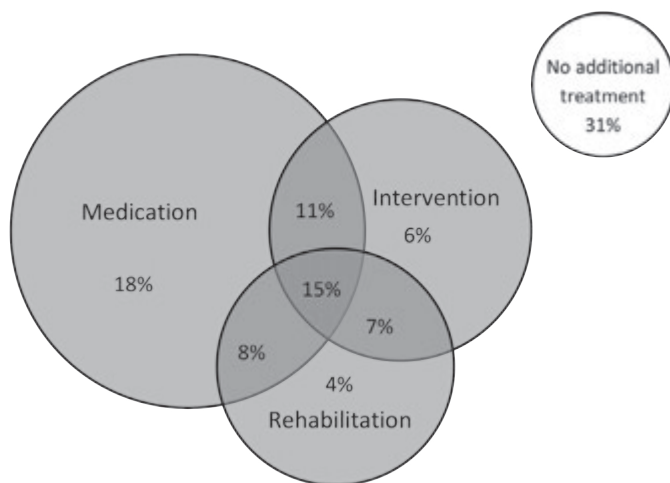 No additional
treatment
31%
Medication
18%
11%
Intervention
6%
15%
7%
8%
4%
Rehabilitation